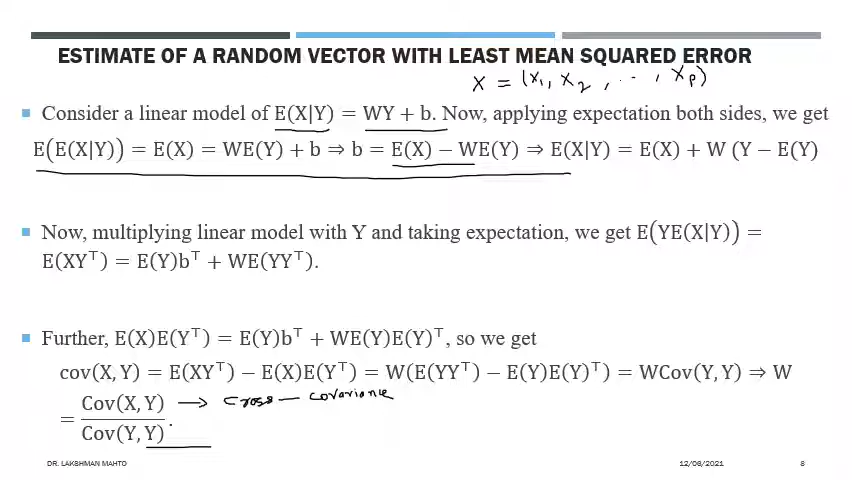 ESTIMATE OF A RANDOM VECTOR WITH LEAST MEAN SQUARED ERROR
X = (X₁, X₂, ..., Xp)
▪ Consider a linear model of E(X|Y) = WY + b. Now, applying expectation both sides, we get
E(E(X|Y)) = E(X) = WE(Y) + b ⇒ b = E(X) − WE(Y) ⇒ E(X|Y) = E(X) + W (Y − E(Y)
▪ Now, multiplying linear model with Y and taking expectation, we get E(YE(X|Y)) =
E(XY⊤) = E(Y)b⊤ + WE(YY⊤).
▪ Further, E(X)E(Y⊤) = E(Y)b⊤ + WE(Y)E(Y)⊤, so we get
cov(X, Y) = E(XY⊤) − E(X)E(Y⊤) = W(E(YY⊤) − E(Y)E(Y)⊤) = WCov(Y, Y) ⇒ W
= Cov(X, Y) → cross – covariance
Cov(Y, Y).
DR. LAKSHMAN MAHTO 12/08/2021 8